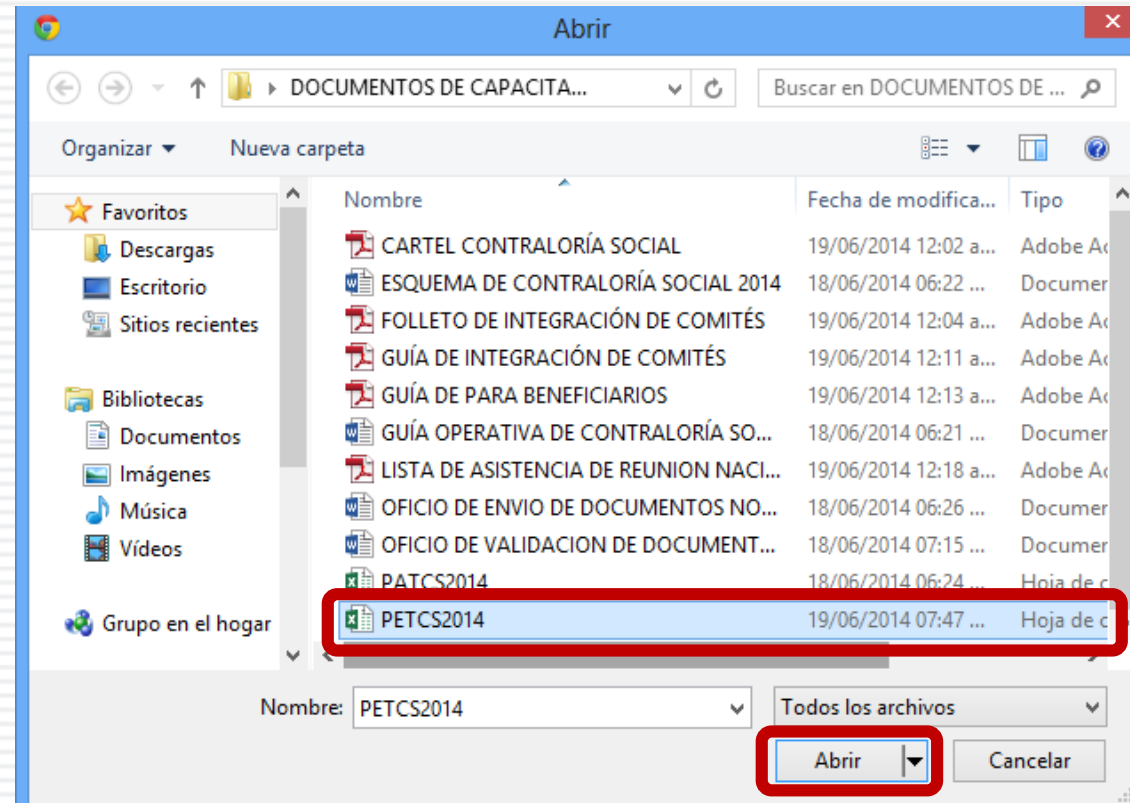 Abrir
DOCUMENTOS DE CAPACITA...
Buscar en DOCUMENTOS DE ...
Organizar
Nueva carpeta
Favoritos
Descargas
Escritorio
Sitios recientes
Bibliotecas
Documentos
Imágenes
Música
Vídeos
Grupo en el hogar
Nombre Fecha de modifica... Tipo
CARTEL CONTRALORÍA SOCIAL 19/06/2014 12:02 a... Adobe Ac
ESQUEMA DE CONTRALORÍA SOCIAL 2014 18/06/2014 06:22 ... Documen
FOLLETO DE INTEGRACIÓN DE COMITÉS 19/06/2014 12:04 a... Adobe Ac
GUÍA DE INTEGRACIÓN DE COMITÉS 19/06/2014 12:11 a... Adobe Ac
GUÍA DE PARA BENEFICIARIOS 19/06/2014 12:13 a... Adobe Ac
GUÍA OPERATIVA DE CONTRALORÍA SO... 18/06/2014 06:21 ... Documen
LISTA DE ASISTENCIA DE REUNION NACI... 19/06/2014 12:18 a... Adobe Ac
OFICIO DE ENVIO DE DOCUMENTOS NO... 18/06/2014 06:26 ... Documen
OFICIO DE VALIDACION DE DOCUMENT... 18/06/2014 07:15 ... Documen
PATCS2014 18/06/2014 06:24 ... Hoja de c
PETCS2014 19/06/2014 07:47 ... Hoja de c
Nombre: PETCS2014
Todos los archivos
Abrir
Cancelar